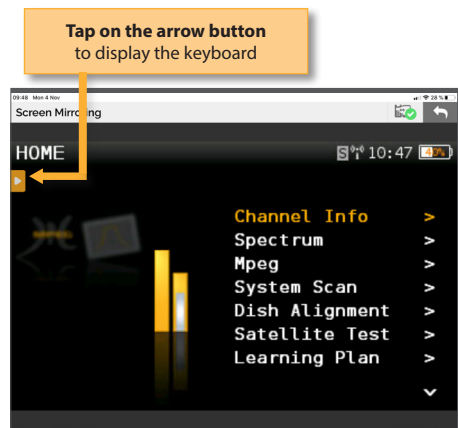 Tap on the arrow button
to display the keyboard
09:48 Mon 4 Nov
28 %
Screen Mirroring
HOME
S 10:47 40%
Channel Info >
Spectrum >
Mpeg >
System Scan >
Dish Alignment >
Satellite Test >
Learning Plan >